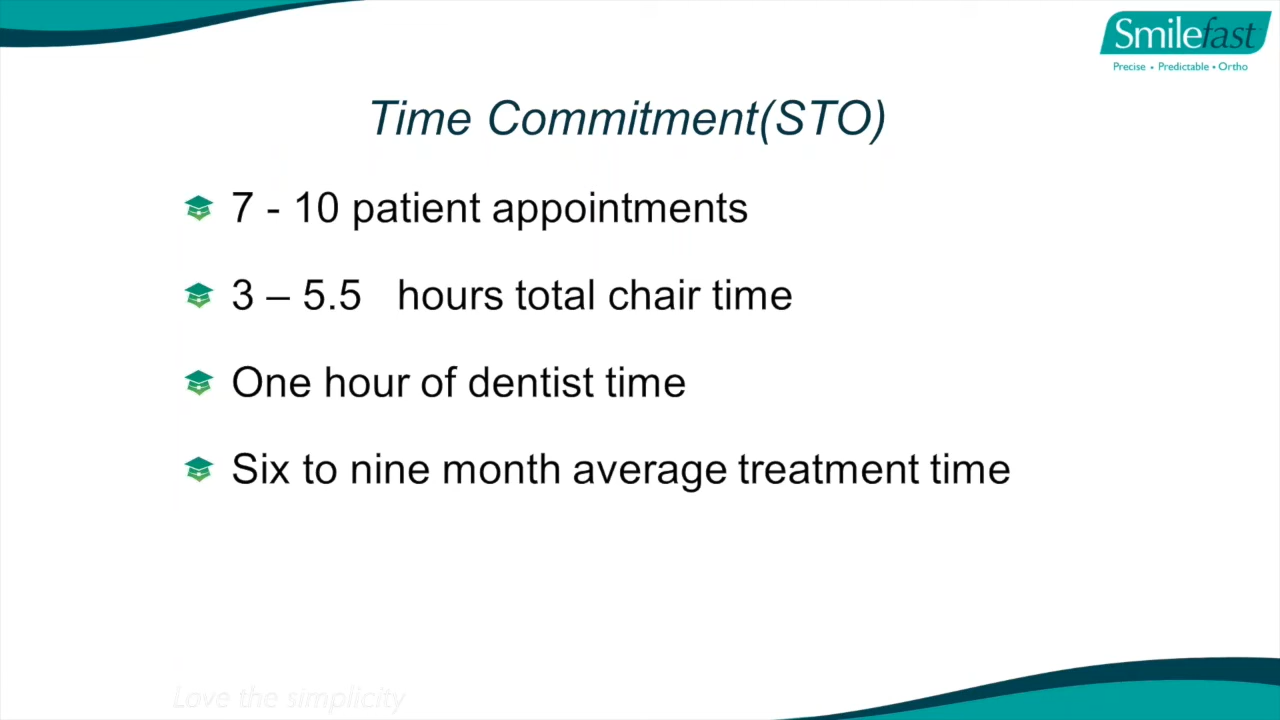 Smilefast
Precise • Predictable • Ortho
Time Commitment(STO)
7 - 10 patient appointments
3 – 5.5   hours total chair time
One hour of dentist time
Six to nine month average treatment time
Love the simplicity